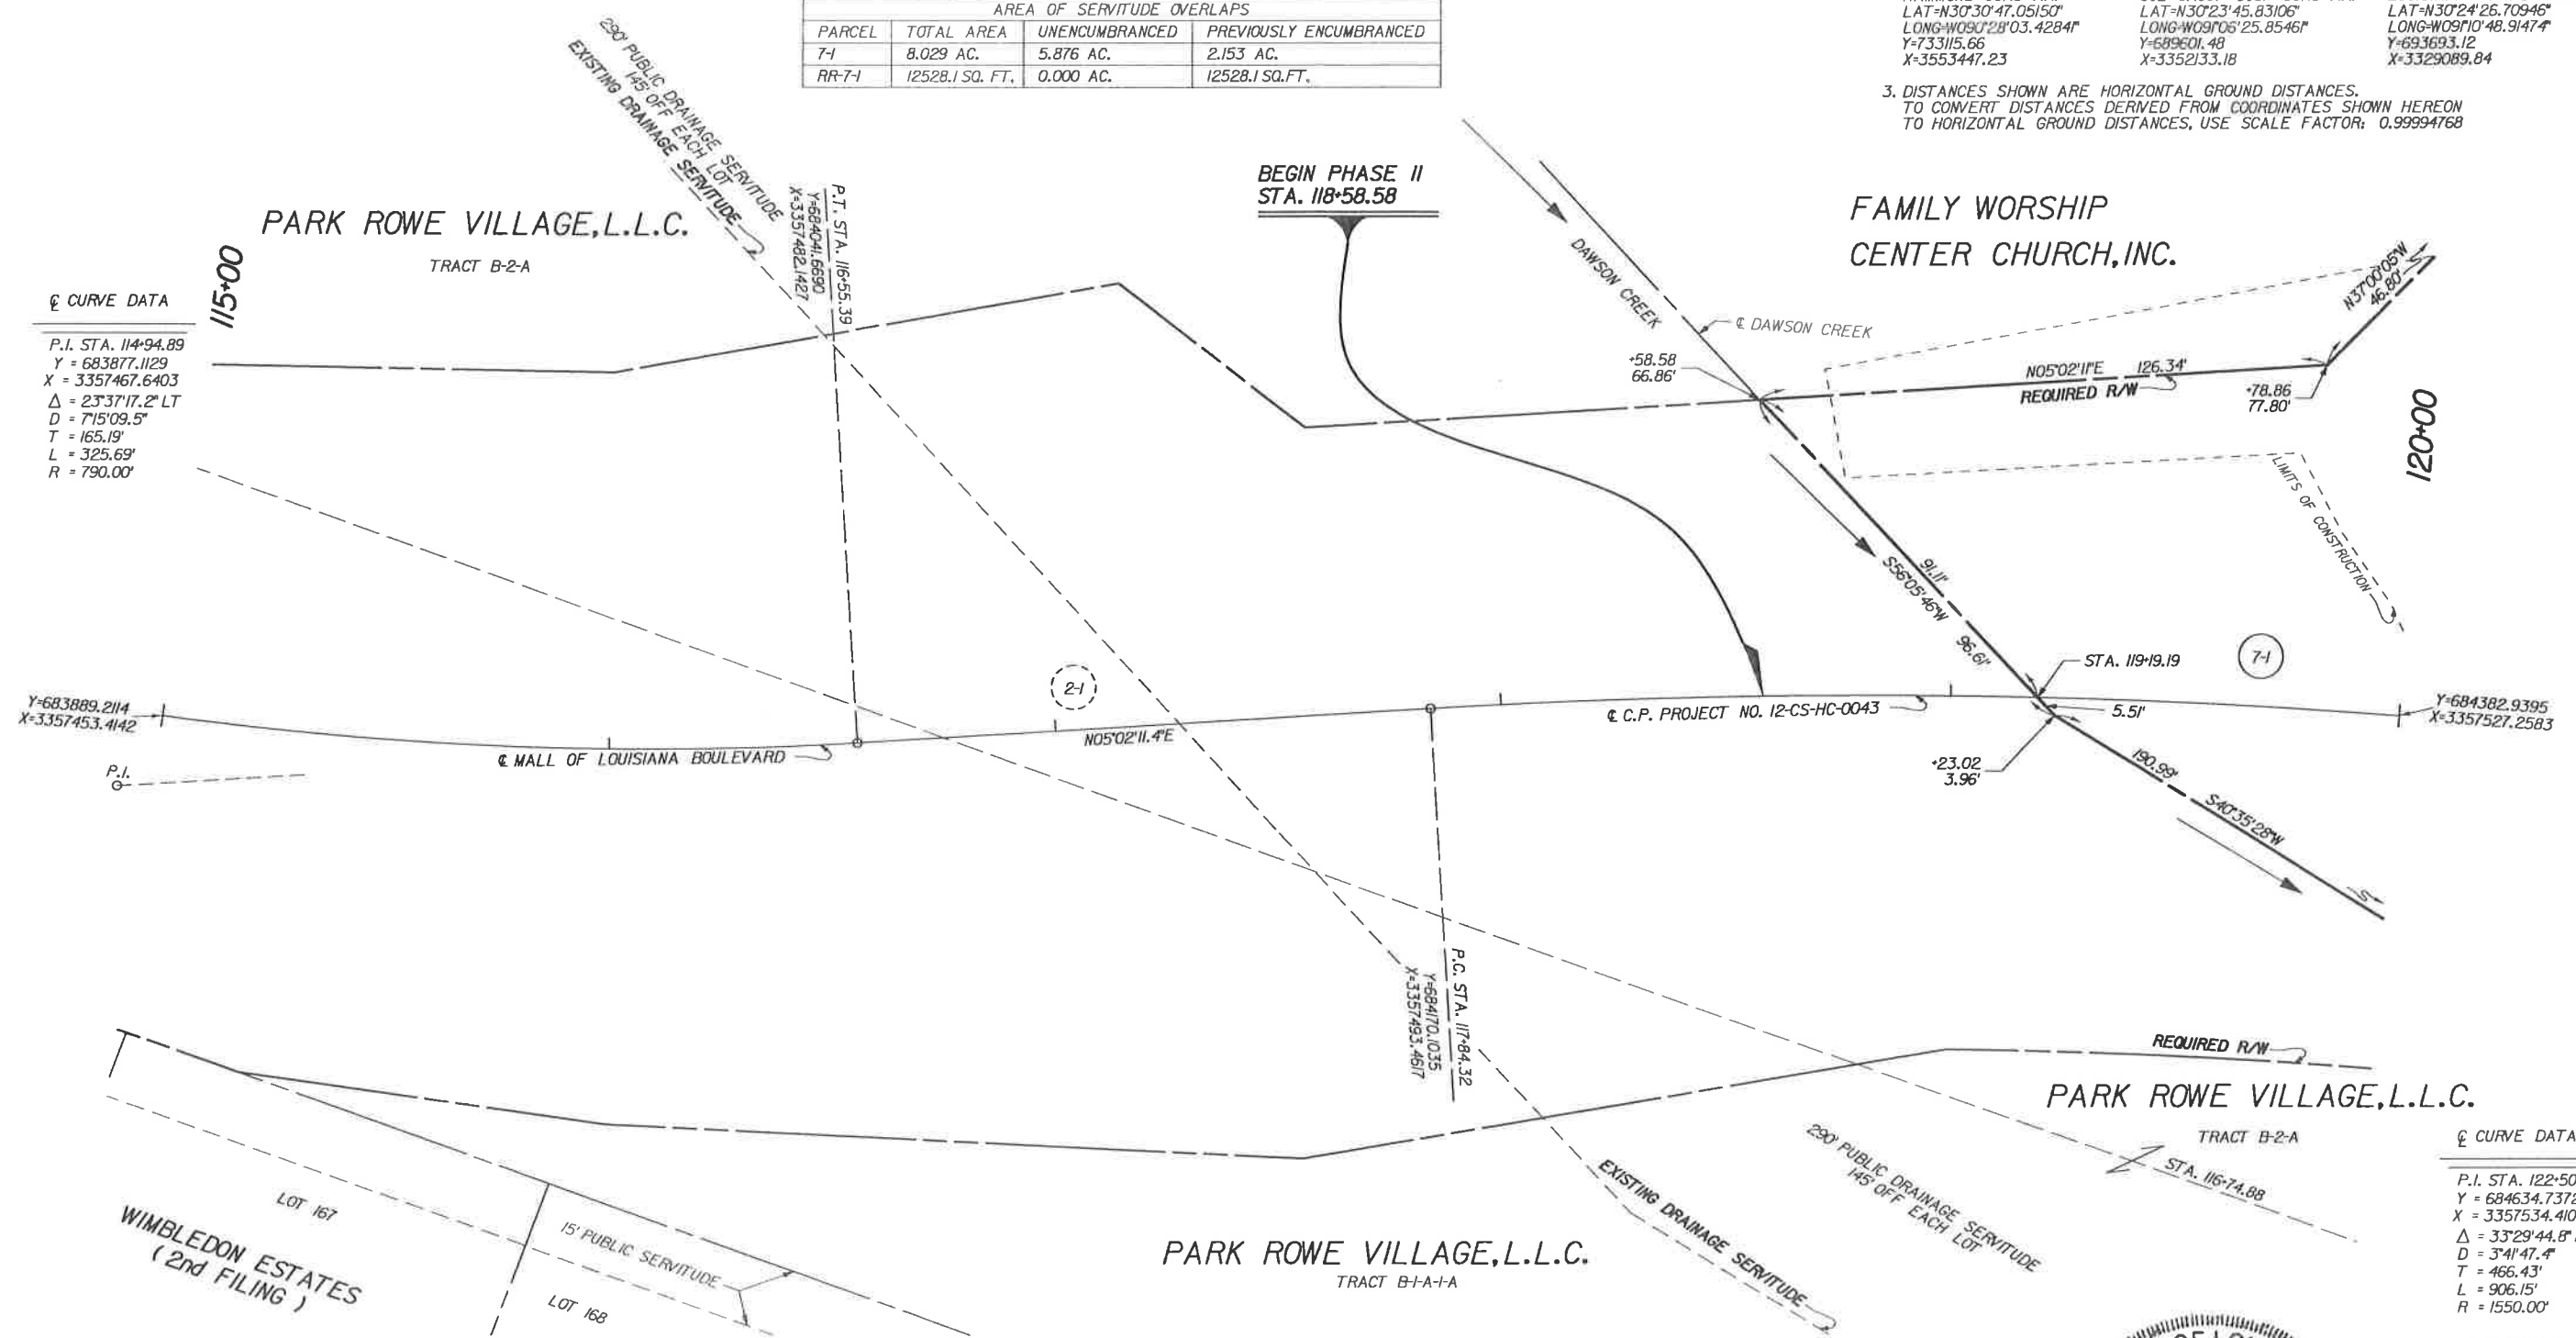 AREA OF SERVITUDE OVERLAPS
PARCEL TOTAL AREA UNENCUMBRANCED PREVIOUSLY ENCUMBRANCED
7-1 8.029 AC. 5.876 AC. 2.153 AC.
RR-7-1 12528.1 SQ. FT. 0.000 AC. 12528.1 SQ.FT.
LAT=N30°30'47.05150"
LONG=W090°28'03.42841"
Y=733115.66
X=3553447.23
LAT=N30°23'45.83106"
LONG=W091°06'25.85461"
Y=689601.48
X=3352133.18
LAT=N30°24'26.70946"
LONG=W091°10'48.91474"
Y=693693.12
X=3329089.84
3. DISTANCES SHOWN ARE HORIZONTAL GROUND DISTANCES.
TO CONVERT DISTANCES DERIVED FROM COORDINATES SHOWN HEREON
TO HORIZONTAL GROUND DISTANCES, USE SCALE FACTOR: 0.99994768
290' PUBLIC DRAINAGE SERVITUDE
145' OFF EACH LOT
EXISTING DRAINAGE SERVITUDE
PARK ROWE VILLAGE, L.L.C.
TRACT B-2-A
115+00
P.T. STA. 116+55.39
Y=684041.6690
X=3357482.1427
BEGIN PHASE II
STA. 118+58.58
DAWSON CREEK
℄ DAWSON CREEK
FAMILY WORSHIP
CENTER CHURCH, INC.
N37°00'05"W
46.80'
℄ CURVE DATA
P.I. STA. 114+94.89
Y = 683877.1129
X = 3357467.6403
Δ = 23°37'17.2" LT
D = 7°15'09.5"
T = 165.19'
L = 325.69'
R = 790.00'
+58.58
66.86'
N05°02'11"E 126.34'
REQUIRED R/W
+78.86
77.80'
120+00
LIMITS OF CONSTRUCTION
91.11'
S56°05'46"W
96.61'
STA. 119+19.19
7-1
2-1
Y=683889.2114
X=3357453.4142
P.I.
℄ MALL OF LOUISIANA BOULEVARD
N05°02'11.4"E
℄ C.P. PROJECT NO. 12-CS-HC-0043
5.51'
Y=684382.9395
X=3357527.2583
+23.02
3.96'
190.99'
S40°35'28"W
P.C. STA. 117+84.32
Y=684170.1035
X=3357493.4617
REQUIRED R/W
PARK ROWE VILLAGE, L.L.C.
TRACT B-2-A
STA. 116+74.88
290' PUBLIC DRAINAGE SERVITUDE
145' OFF EACH LOT
EXISTING DRAINAGE SERVITUDE
LOT 167
WIMBLEDON ESTATES
( 2nd FILING )
15' PUBLIC SERVITUDE
LOT 168
PARK ROWE VILLAGE, L.L.C.
TRACT B-1-A-1-A
℄ CURVE DATA
P.I. STA. 122+50
Y = 684634.7372
X = 3357534.410
Δ = 33°29'44.8"
D = 3°41'47.4"
T = 466.43'
L = 906.15'
R = 1550.00'